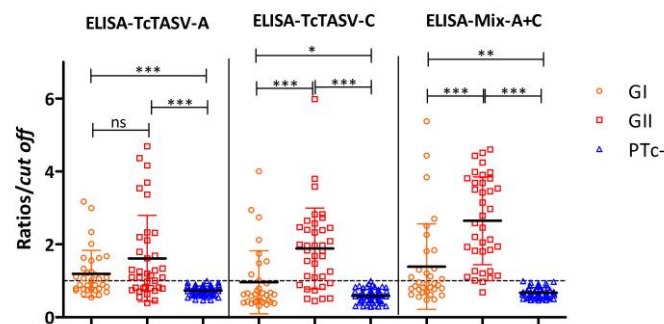 ELISA-TcTASV-A ELISA-TcTASV-C ELISA-Mix-A+C
* **
*** *** *** *** ***
ns ***
GI
GII
PTc-
Ratios/cut off
6
4
2
0